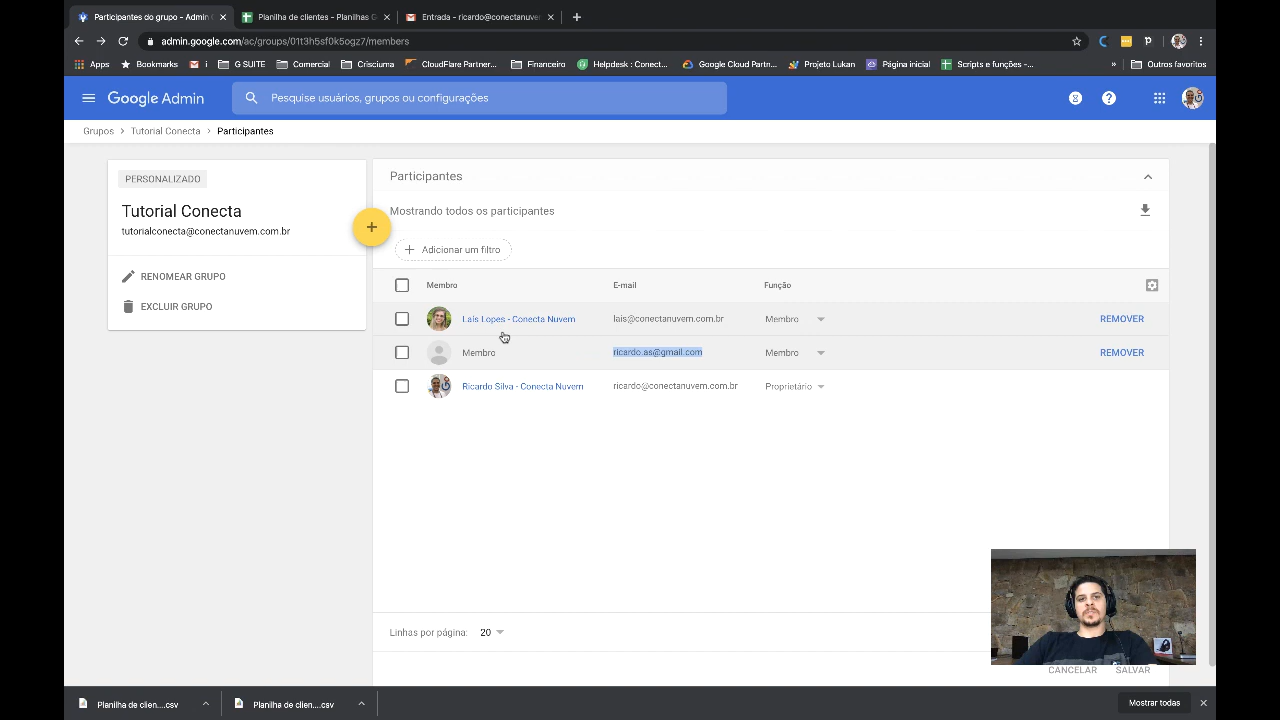 Participantes do grupo - Admin
Planilha de clientes - Planilhas G
Entrada - ricardo@conectanuver
admin.google.com/ac/groups/01t3h5sf0k5ogz7/members
Apps
Bookmarks
i
G SUITE
Comercial
Crisciuma
CloudFlare Partner...
Financeiro
Helpdesk : Conect...
Google Cloud Partn...
Projeto Lukan
Página inicial
Scripts e funções -...
»
Outros favoritos
Google Admin
Pesquise usuários, grupos ou configurações
Grupos > Tutorial Conecta > Participantes
PERSONALIZADO
Tutorial Conecta
tutorialconecta@conectanuvem.com.br
RENOMEAR GRUPO
EXCLUIR GRUPO
Participantes
Mostrando todos os participantes
Adicionar um filtro
Membro E-mail Função
Laís Lopes - Conecta Nuvem lais@conectanuvem.com.br Membro REMOVER
Membro ricardo.as@gmail.com Membro REMOVER
Ricardo Silva - Conecta Nuvem ricardo@conectanuvem.com.br Proprietário
Linhas por página: 20
CANCELAR SALVAR
Planilha de clien....csv
Planilha de clien....csv
Mostrar todas